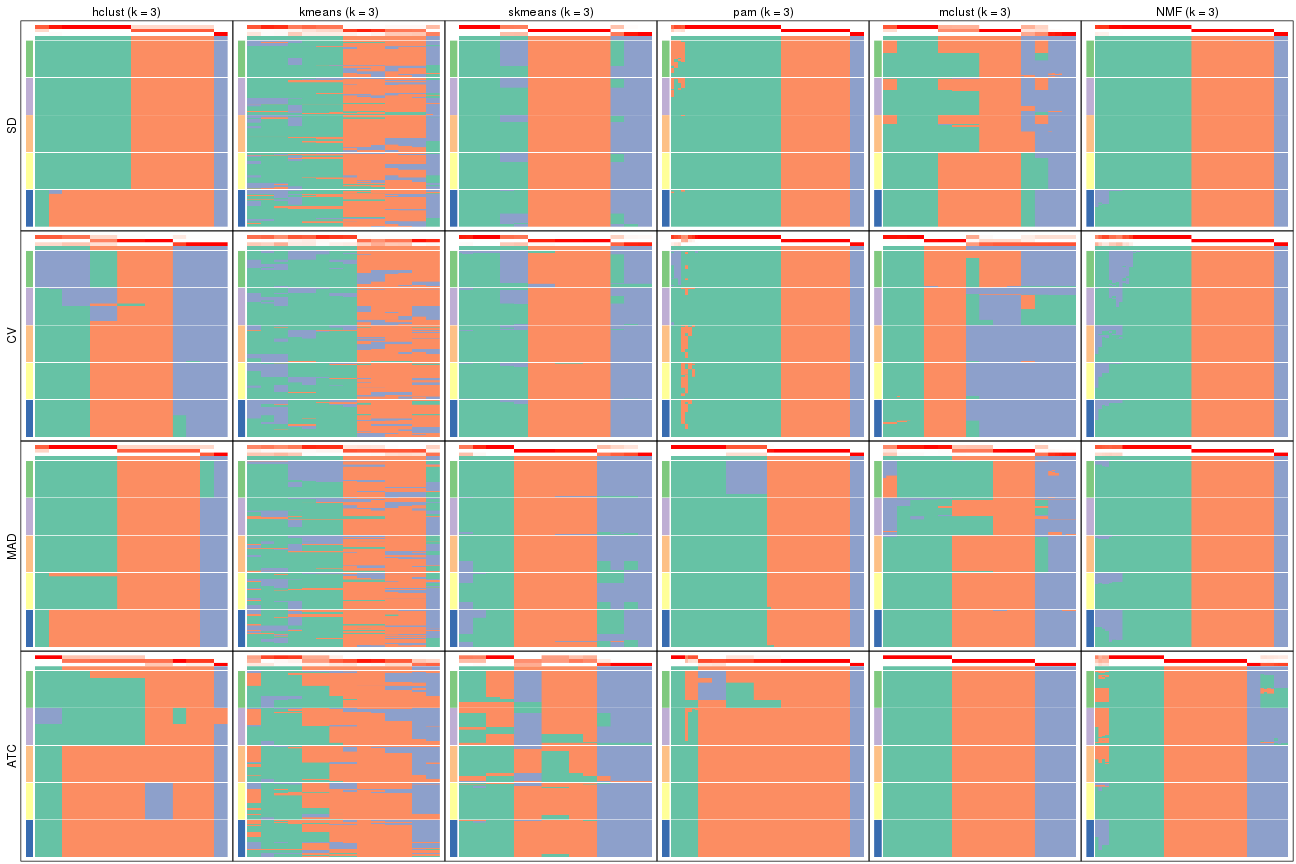 hclust (k = 3) kmeans (k = 3) skmeans (k = 3) pam (k = 3) mclust (k = 3) NMF (k = 3)
SD
CV
MAD
ATC